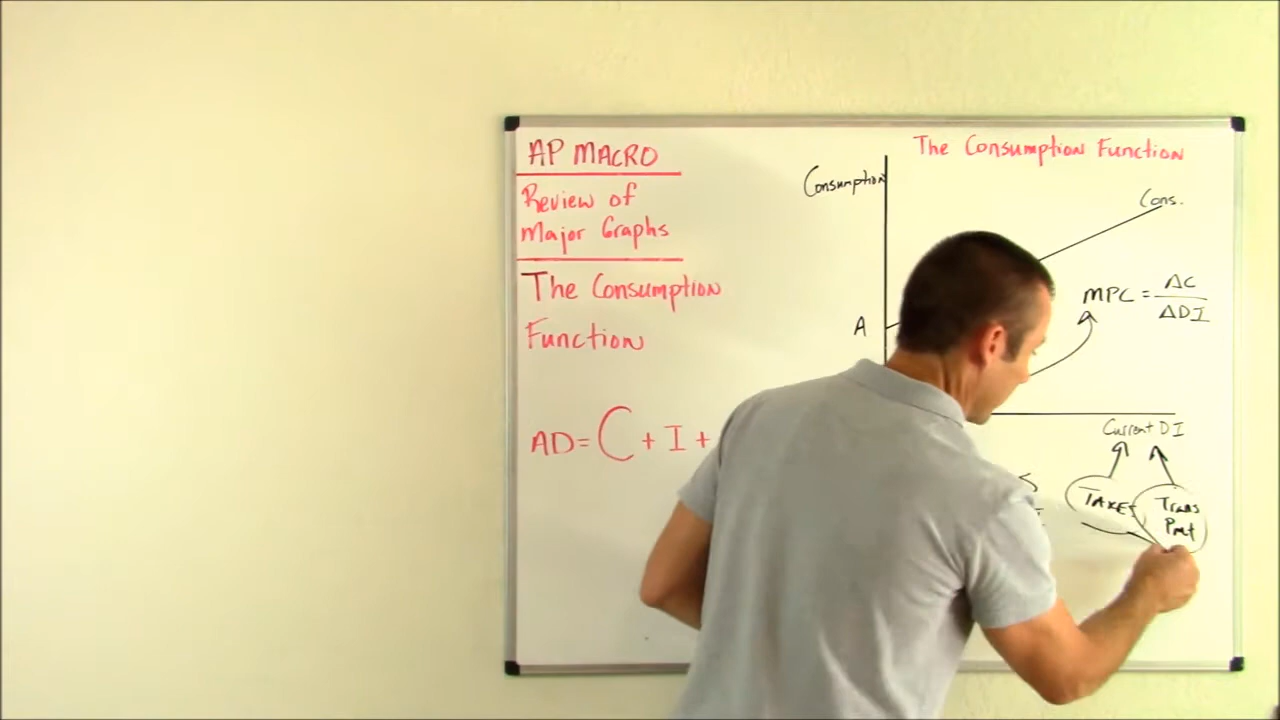 AP MACRO
Review of
Major Graphs
The Consumption
Function
AD = C + I +
The Consumption Function
Consumption
Cons.
MPC = ΔC
ΔDI
A
Current DI
TAXES
Trans
Pmt